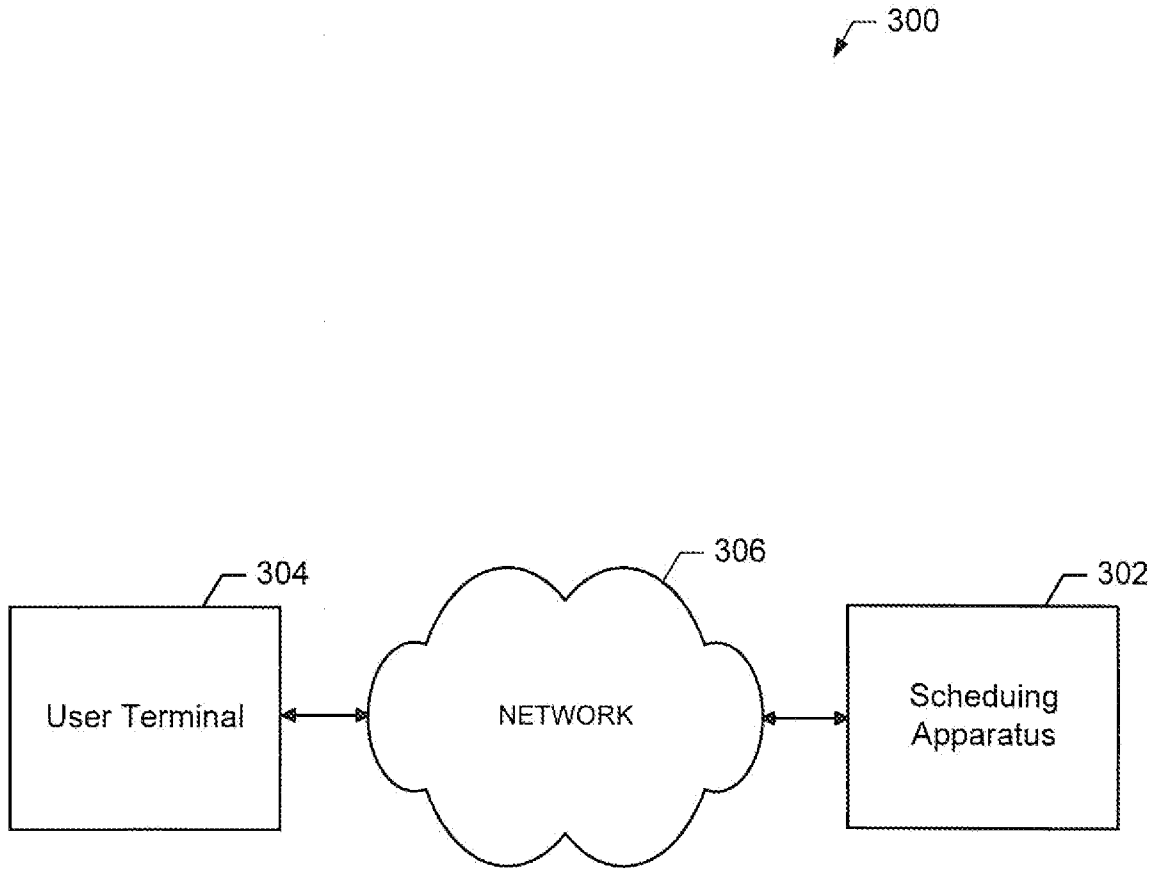 300
306
304
302
User Terminal
NETWORK
Scheduing
Apparatus